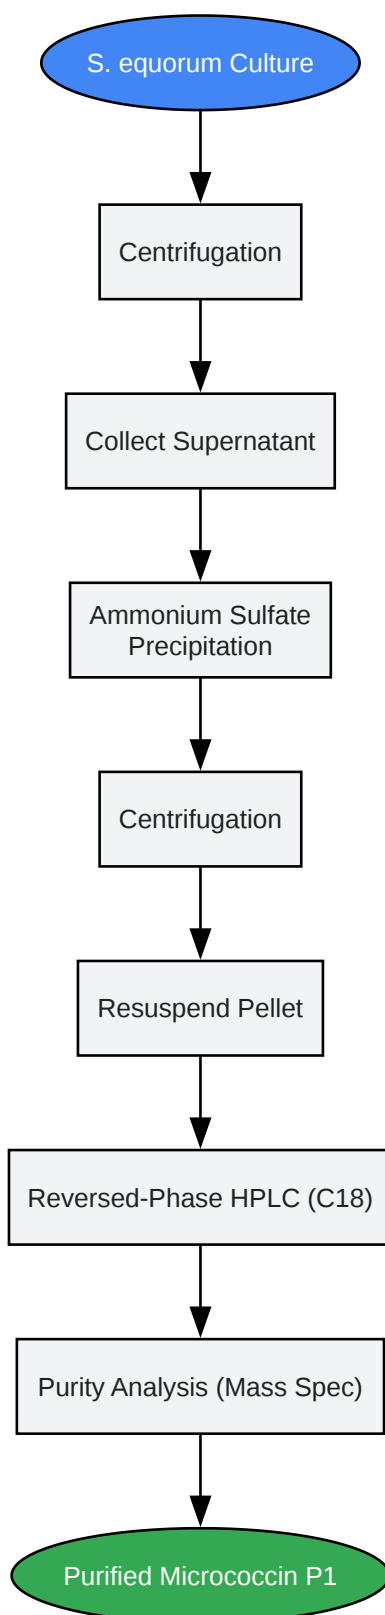 S. equorum Culture
Centrifugation
Collect Supernatant
Ammonium Sulfate
Precipitation
Centrifugation
Resuspend Pellet
Reversed-Phase HPLC (C18)
Purity Analysis (Mass Spec)
Purified Micrococcin P1